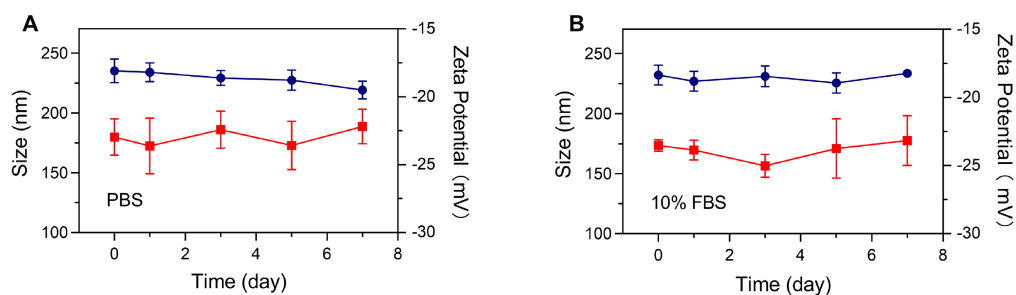 A
250
200
150
100
Size (nm)
-15
-20
-25
-30
Zeta Potential (mV)
PBS
0 2 4 6 8
Time (day)
B
250
200
150
100
Size (nm)
-15
-20
-25
-30
Zeta Potential ( mV)
10% FBS
0 2 4 6 8
Time (day)